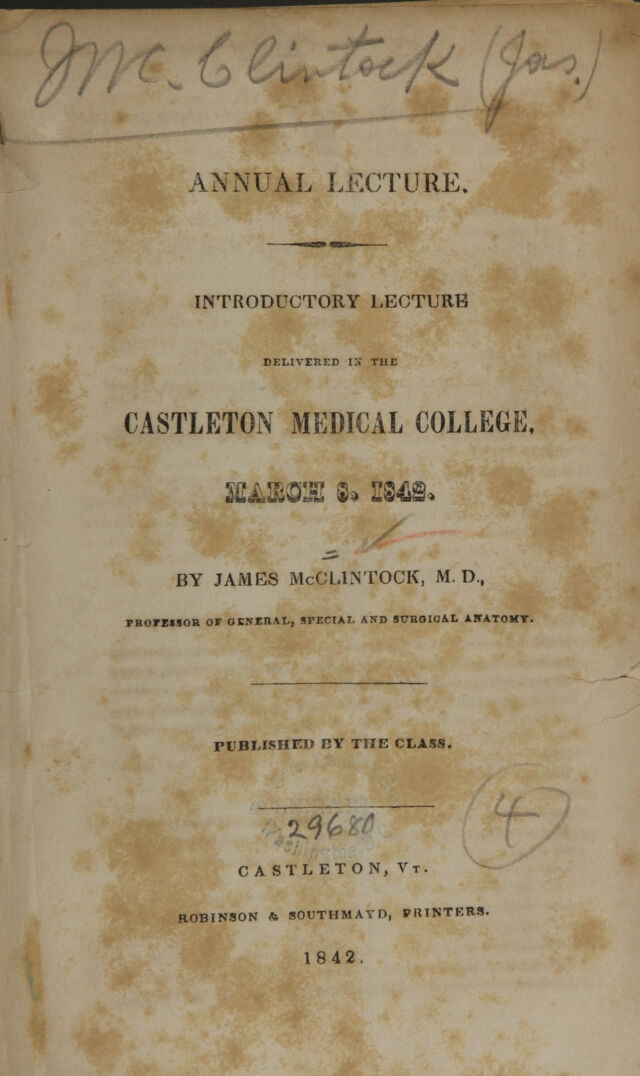 McClintock (Jas.)
ANNUAL LECTURE.
INTRODUCTORY LECTURE
DELIVERED IN THE
CASTLETON MEDICAL COLLEGE,
MARCH 8, 1842.
BY JAMES McCLINTOCK, M. D.,
PROFESSOR OF GENERAL, SPECIAL AND SURGICAL ANATOMY.
PUBLISHED BY THE CLASS.
29680
4
CASTLETON, VT.
ROBINSON & SOUTHMAYD, PRINTERS.
1842.